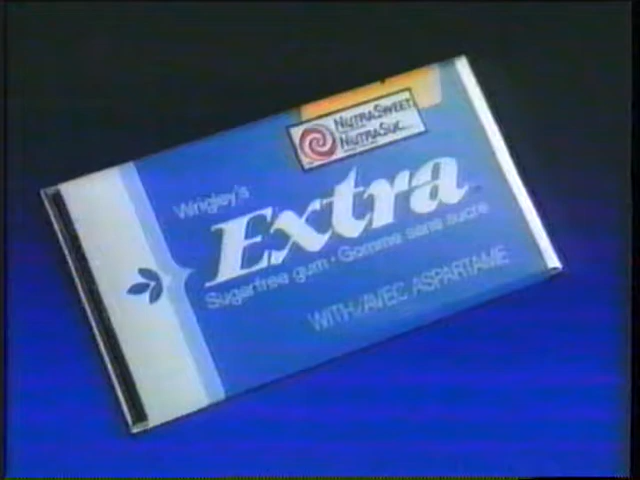 NUTRASWEET
NUTRASUC
Wrigley's
Extra
Sugarfree gum · Gomme sans sucre
WITH/AVEC ASPARTAME